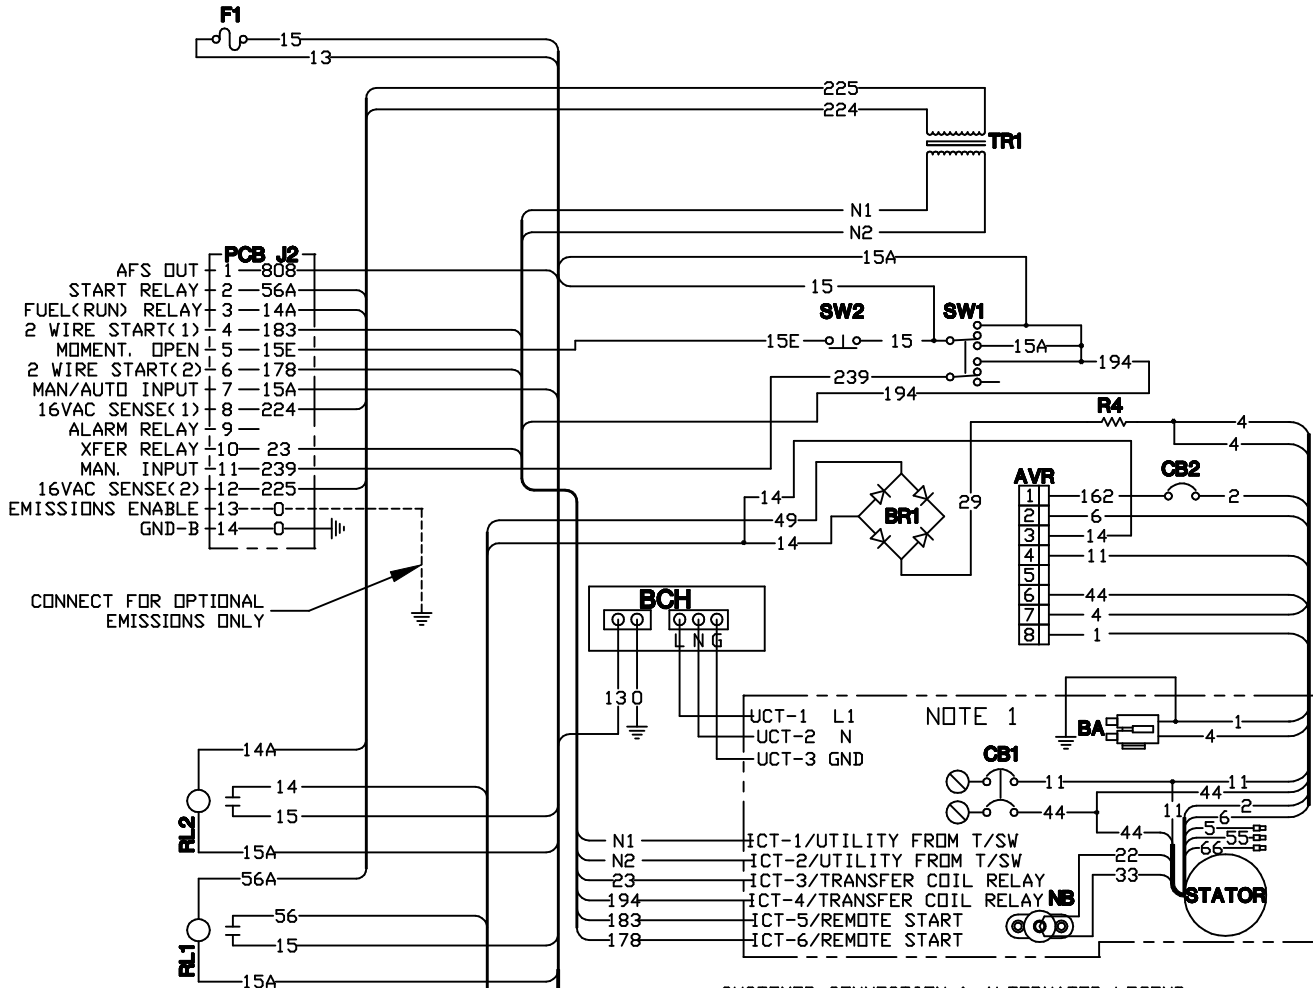 F1
15
13
225
224
TR1
N1
N2
15A
15
PCB J2
AFS OUT 1 808
START RELAY 2 56A
FUEL(RUN) RELAY 3 14A
2 WIRE START(1) 4 183
MOMENT. OPEN 5 15E
2 WIRE START(2) 6 178
MAN/AUTO INPUT 7 15A
16VAC SENSE(1) 8 224
ALARM RELAY 9
XFER RELAY 10 23
MAN. INPUT 11 239
16VAC SENSE(2) 12 225
EMISSIONS ENABLE 13 0
GND-B 14 0
CONNECT FOR OPTIONAL
EMISSIONS ONLY
SW2
SW1
15E
15
15A
194
239
194
R4
4
4
14
49
14
BR1
29
AVR
CB2
1 162 2
2 6
3 14
4 11
5
6 44
7 4
8 1
BCH
L N G
13 0
UCT-1 L1
UCT-2 N
UCT-3 GND
NOTE 1
BA
1
4
CB1
11
11
44
44
11
2
6
44
5
55
66
22
33
STATOR
NB
14A
14
15
RL2
15A
56A
56
15
RL1
15A
N1 ICT-1/UTILITY FROM T/SW
N2 ICT-2/UTILITY FROM T/SW
23 ICT-3/TRANSFER COIL RELAY
194 ICT-4/TRANSFER COIL RELAY
183 ICT-5/REMOTE START
178 ICT-6/REMOTE START